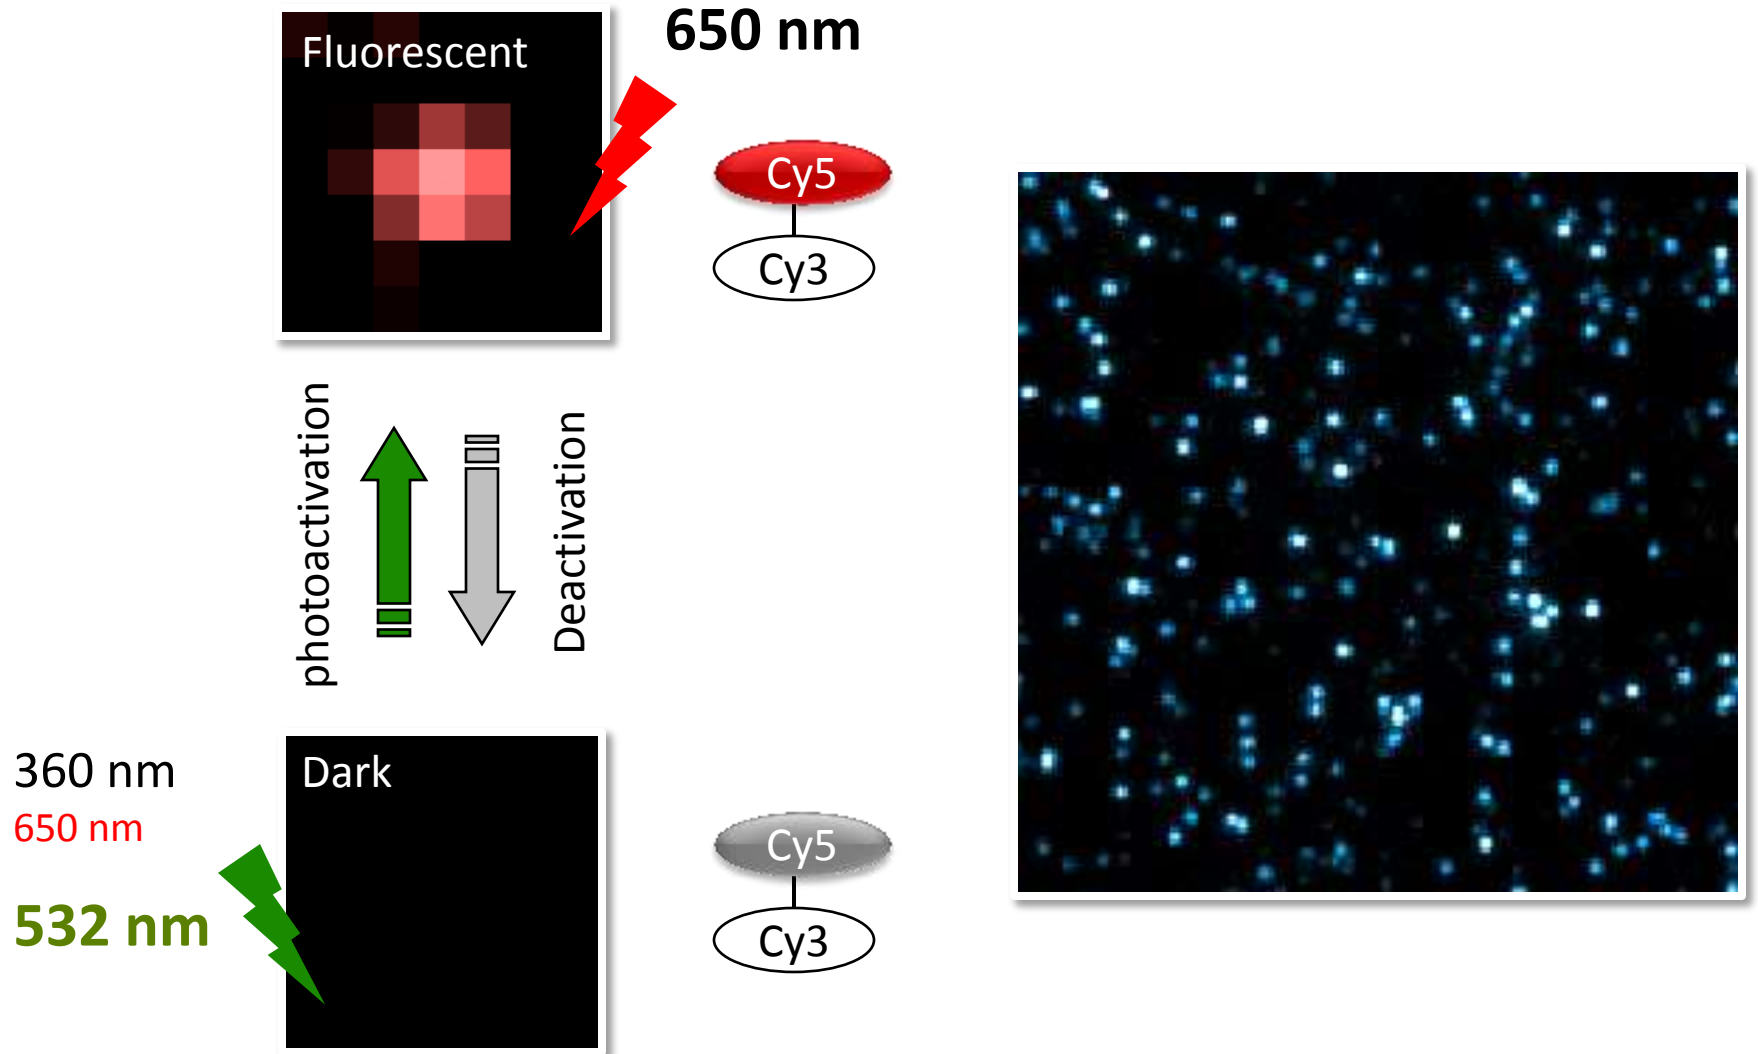 Fluorescent
650 nm
Cy5
Cy3
photoactivation
Deactivation
360 nm
650 nm
532 nm
Dark
Cy5
Cy3